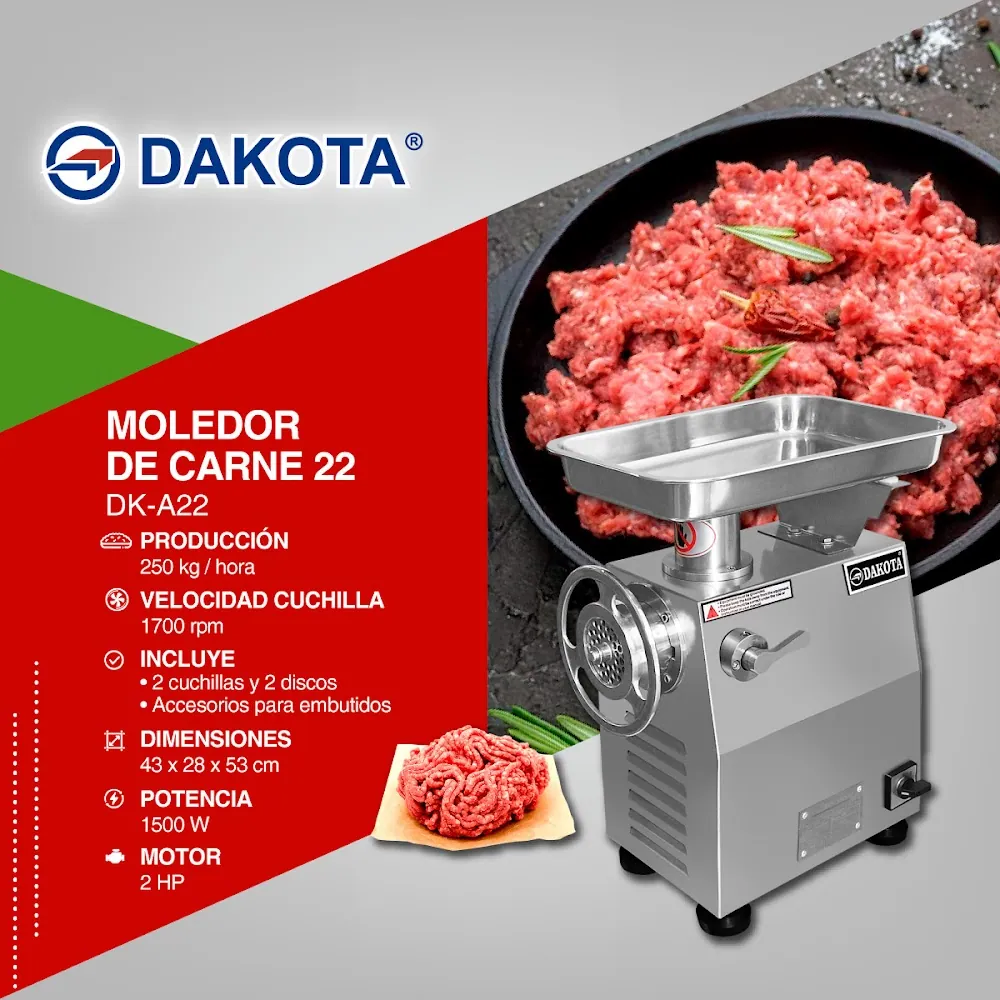 DAKOTA®
MOLEDOR
DE CARNE 22
DK-A22
PRODUCCIÓN
250 kg / hora
VELOCIDAD CUCHILLA
1700 rpm
INCLUYE
• 2 cuchillas y 2 discos
• Accesorios para embutidos
DIMENSIONES
43 x 28 x 53 cm
POTENCIA
1500 W
MOTOR
2 HP
DAKOTA®